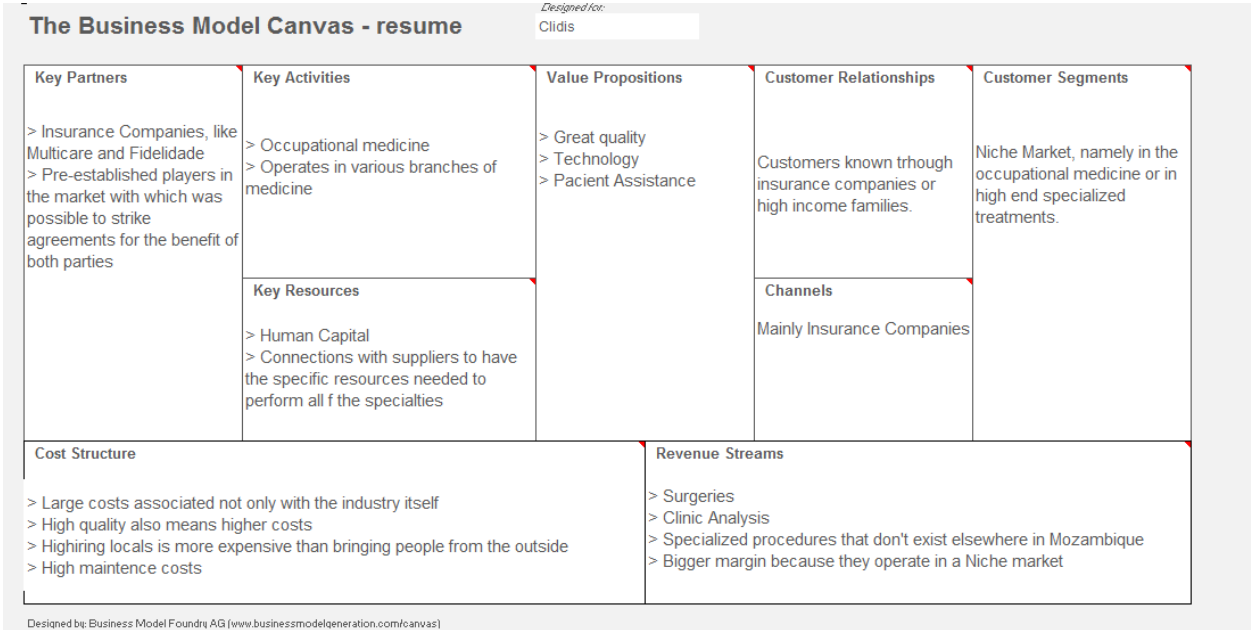 The Business Model Canvas - resume
Designed for:
Clidis
Key Partners
> Insurance Companies, like
Multicare and Fidelidade
> Pre-established players in
the market with which was
possible to strike
agreements for the benefit of
both parties
Key Activities
> Occupational medicine
> Operates in various branches of
medicine
Key Resources
> Human Capital
> Connections with suppliers to have
the specific resources needed to
perform all f the specialties
Value Propositions
> Great quality
> Technology
> Pacient Assistance
Customer Relationships
Customers known trhough
insurance companies or
high income families.
Channels
Mainly Insurance Companies
Customer Segments
Niche Market, namely in the
occupational medicine or in
high end specialized
treatments.
Cost Structure
> Large costs associated not only with the industry itself
> High quality also means higher costs
> Highiring locals is more expensive than bringing people from the outside
> High maintence costs
Revenue Streams
> Surgeries
> Clinic Analysis
> Specialized procedures that don't exist elsewhere in Mozambique
> Bigger margin because they operate in a Niche market
Designed by: Business Model Foundry AG (www.businessmodelgeneration.com/canvas)